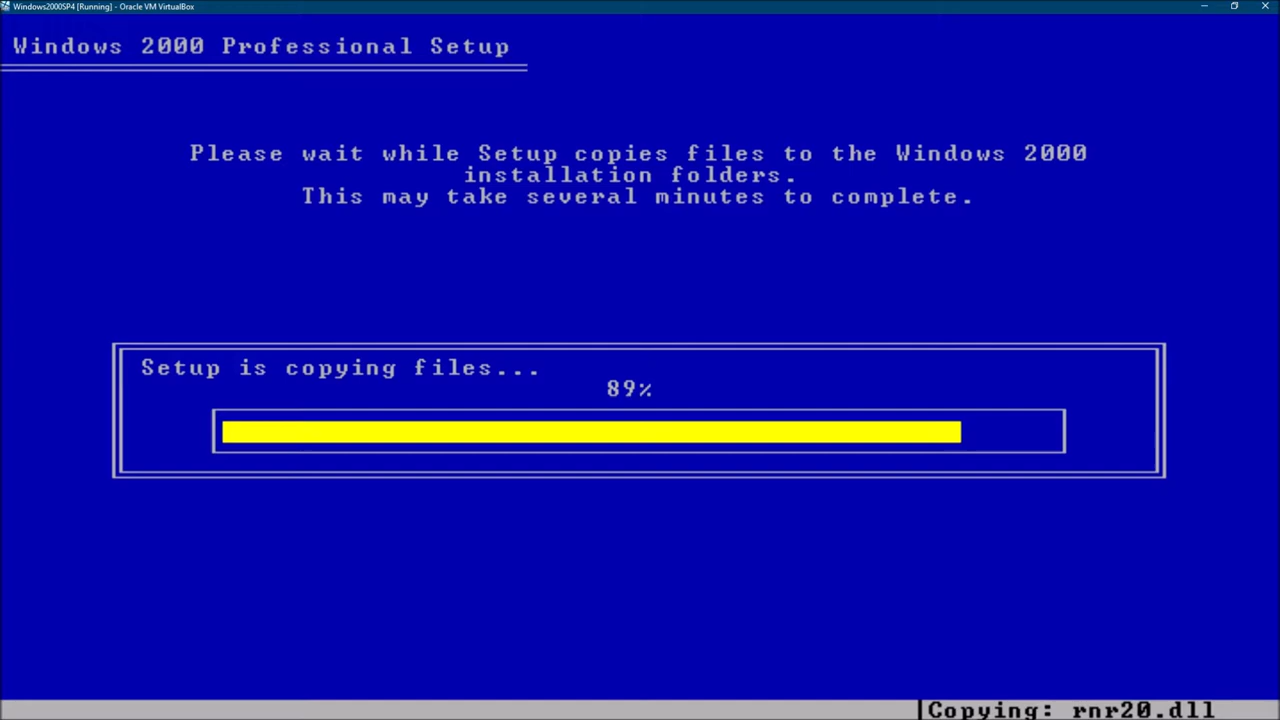 Windows2000SP4 [Running] - Oracle VM VirtualBox
Windows 2000 Professional Setup
Please wait while Setup copies files to the Windows 2000
installation folders.
This may take several minutes to complete.
Setup is copying files...
89%
Copying: rnr20.dll